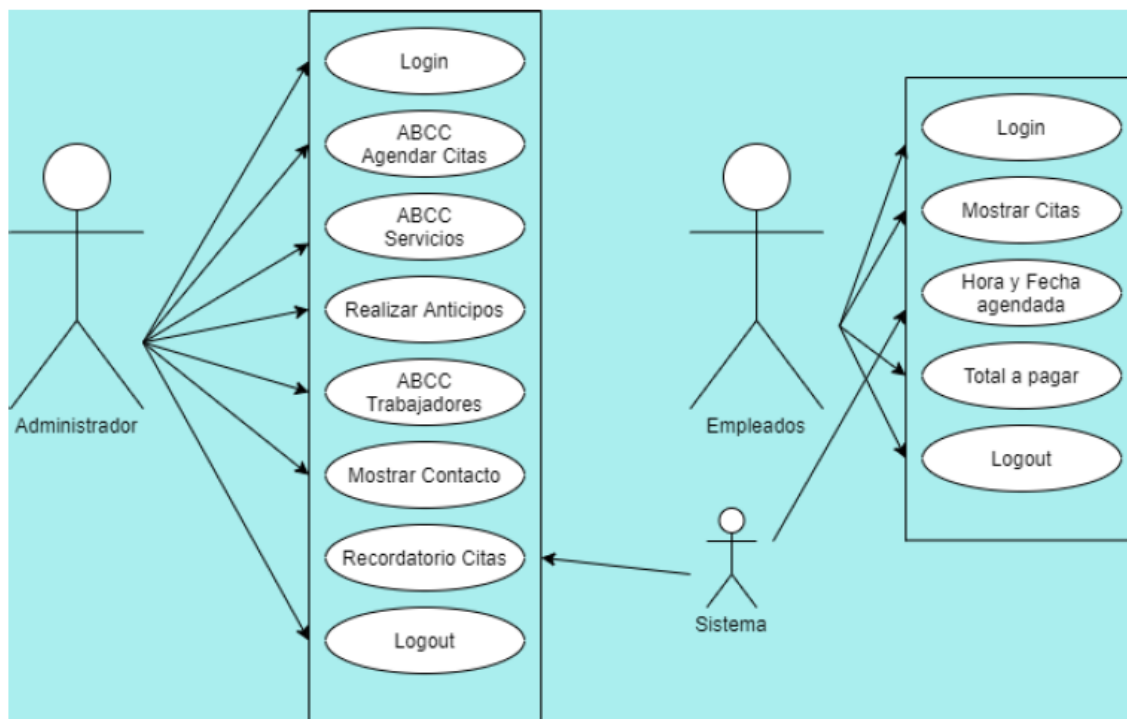 Login
ABCC
Agendar Citas
ABCC
Servicios
Realizar Anticipos
ABCC
Trabajadores
Mostrar Contacto
Recordatorio Citas
Logout
Administrador
Login
Mostrar Citas
Hora y Fecha
agendada
Total a pagar
Logout
Empleados
Sistema